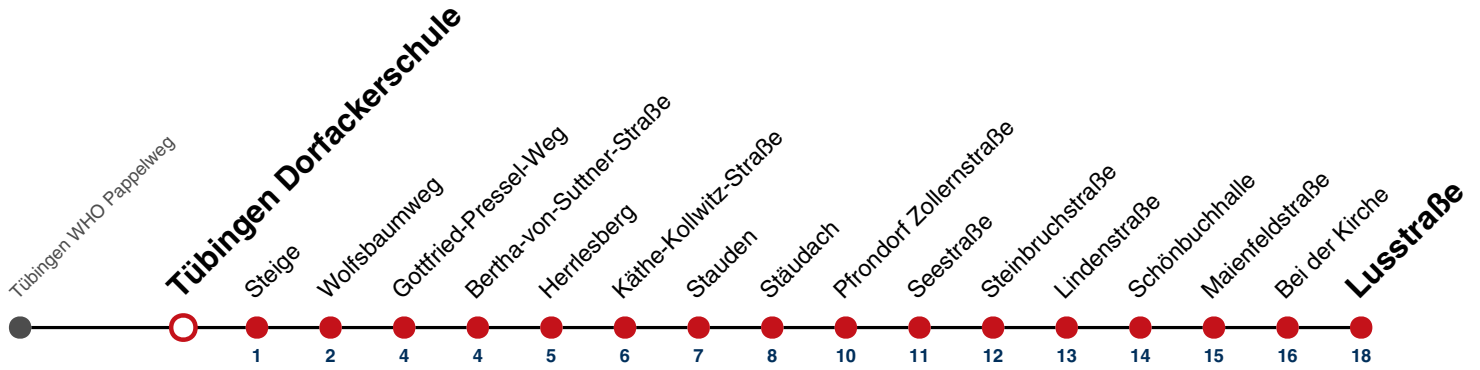 Tübingen WHO Pappelweg
Tübingen Dorfackerschule
Steige
Wolfsbaumweg
Gottfried-Pressel-Weg
Bertha-von-Suttner-Straße
Herrlesberg
Käthe-Kollwitz-Straße
Stauden
Stäudach
Pfrondorf Zollernstraße
Seestraße
Steinbruchstraße
Lindenstraße
Schönbuchhalle
Maienfeldstraße
Bei der Kirche
Lusstraße
1 2 4 4 5 6 7 8 10 11 12 13 14 15 16 18